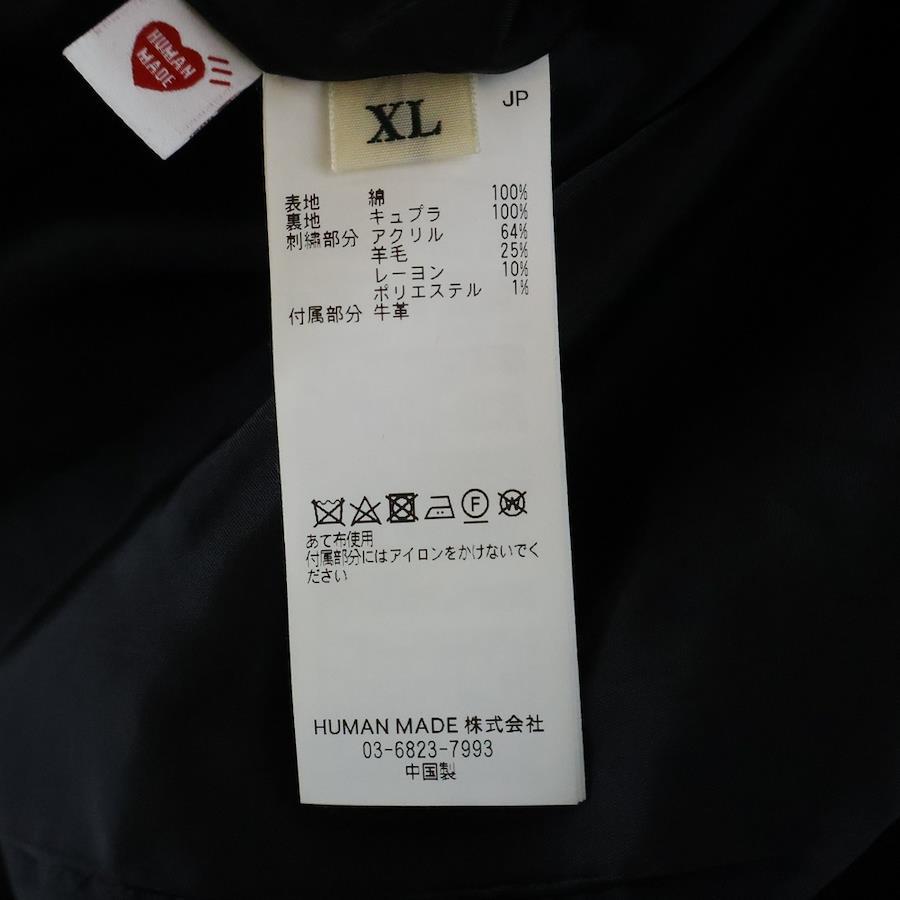 HUMAN
MADE
XL
JP
表地 綿 100%
裏地 キュプラ 100%
刺繍部分 アクリル 64%
羊毛 25%
レーヨン 10%
ポリエステル 1%
付属部分 牛革
F
W
あて布使用
付属部分にはアイロンをかけないでく
ださい
HUMAN MADE 株式会社
03-6823-7993
中国製